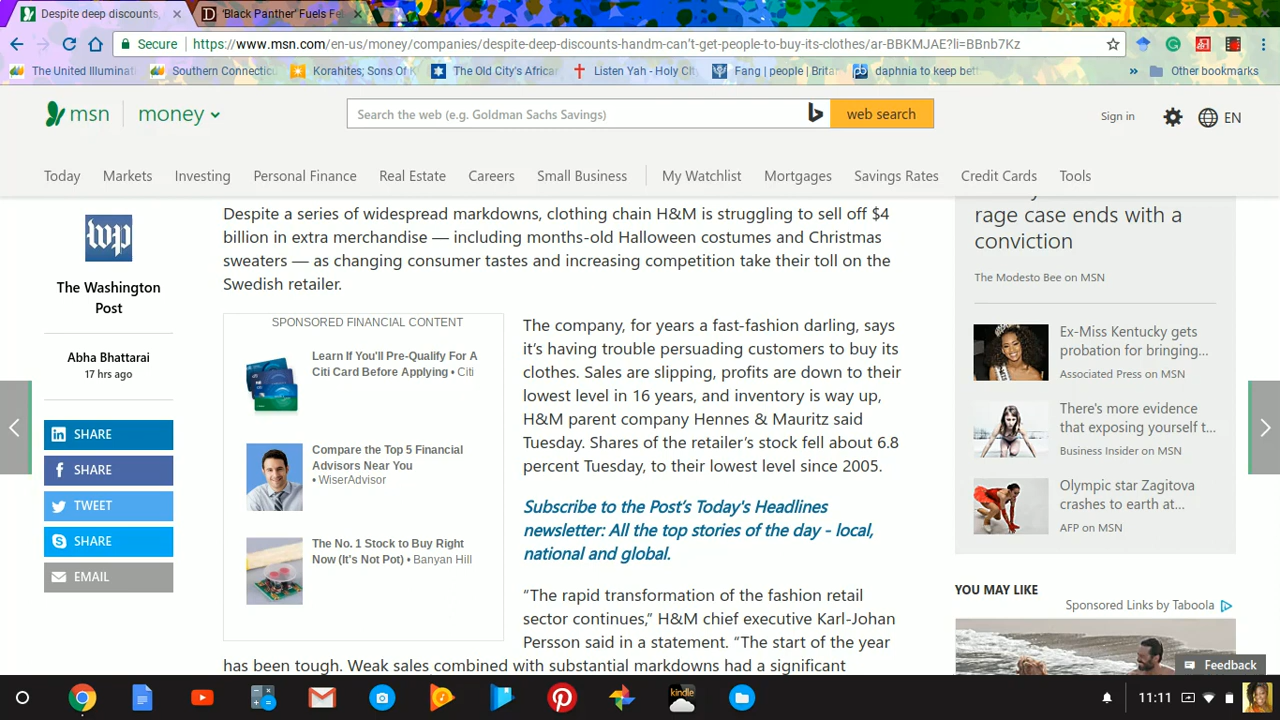 Despite deep discounts,
'Black Panther' Fuels Fe
Secure
https://www.msn.com/en-us/money/companies/despite-deep-discounts-handm-can't-get-people-to-buy-its-clothes/ar-BBKMJAE?li=BBnb7Kz
The United Illuminati
Southern Connecticu
Korahites; Sons Of K
The Old City's Africar
Listen Yah - Holy Cit
Fang | people | Britan
daphnia to keep bett
»
Other bookmarks
msn
money
Search the web (e.g. Goldman Sachs Savings)
web search
Sign in
EN
Today
Markets
Investing
Personal Finance
Real Estate
Careers
Small Business
My Watchlist
Mortgages
Savings Rates
Credit Cards
Tools
wp
The Washington
Post
Abha Bhattarai
17 hrs ago
SHARE
SHARE
TWEET
SHARE
EMAIL
Despite a series of widespread markdowns, clothing chain H&M is struggling to sell off $4
billion in extra merchandise — including months-old Halloween costumes and Christmas
sweaters — as changing consumer tastes and increasing competition take their toll on the
Swedish retailer.
SPONSORED FINANCIAL CONTENT
Learn If You'll Pre-Qualify For A
Citi Card Before Applying • Citi
Compare the Top 5 Financial
Advisors Near You
• WiserAdvisor
The No. 1 Stock to Buy Right
Now (It's Not Pot) • Banyan Hill
The company, for years a fast-fashion darling, says
it's having trouble persuading customers to buy its
clothes. Sales are slipping, profits are down to their
lowest level in 16 years, and inventory is way up,
H&M parent company Hennes & Mauritz said
Tuesday. Shares of the retailer's stock fell about 6.8
percent Tuesday, to their lowest level since 2005.
Subscribe to the Post's Today's Headlines
newsletter: All the top stories of the day - local,
national and global.
“The rapid transformation of the fashion retail
sector continues,” H&M chief executive Karl-Johan
Persson said in a statement. “The start of the year
has been tough. Weak sales combined with substantial markdowns had a significant
rage case ends with a
conviction
The Modesto Bee on MSN
Ex-Miss Kentucky gets
probation for bringing...
Associated Press on MSN
There's more evidence
that exposing yourself t...
Business Insider on MSN
Olympic star Zagitova
crashes to earth at...
AFP on MSN
YOU MAY LIKE
Sponsored Links by Taboola
Feedback
kindle
11:11